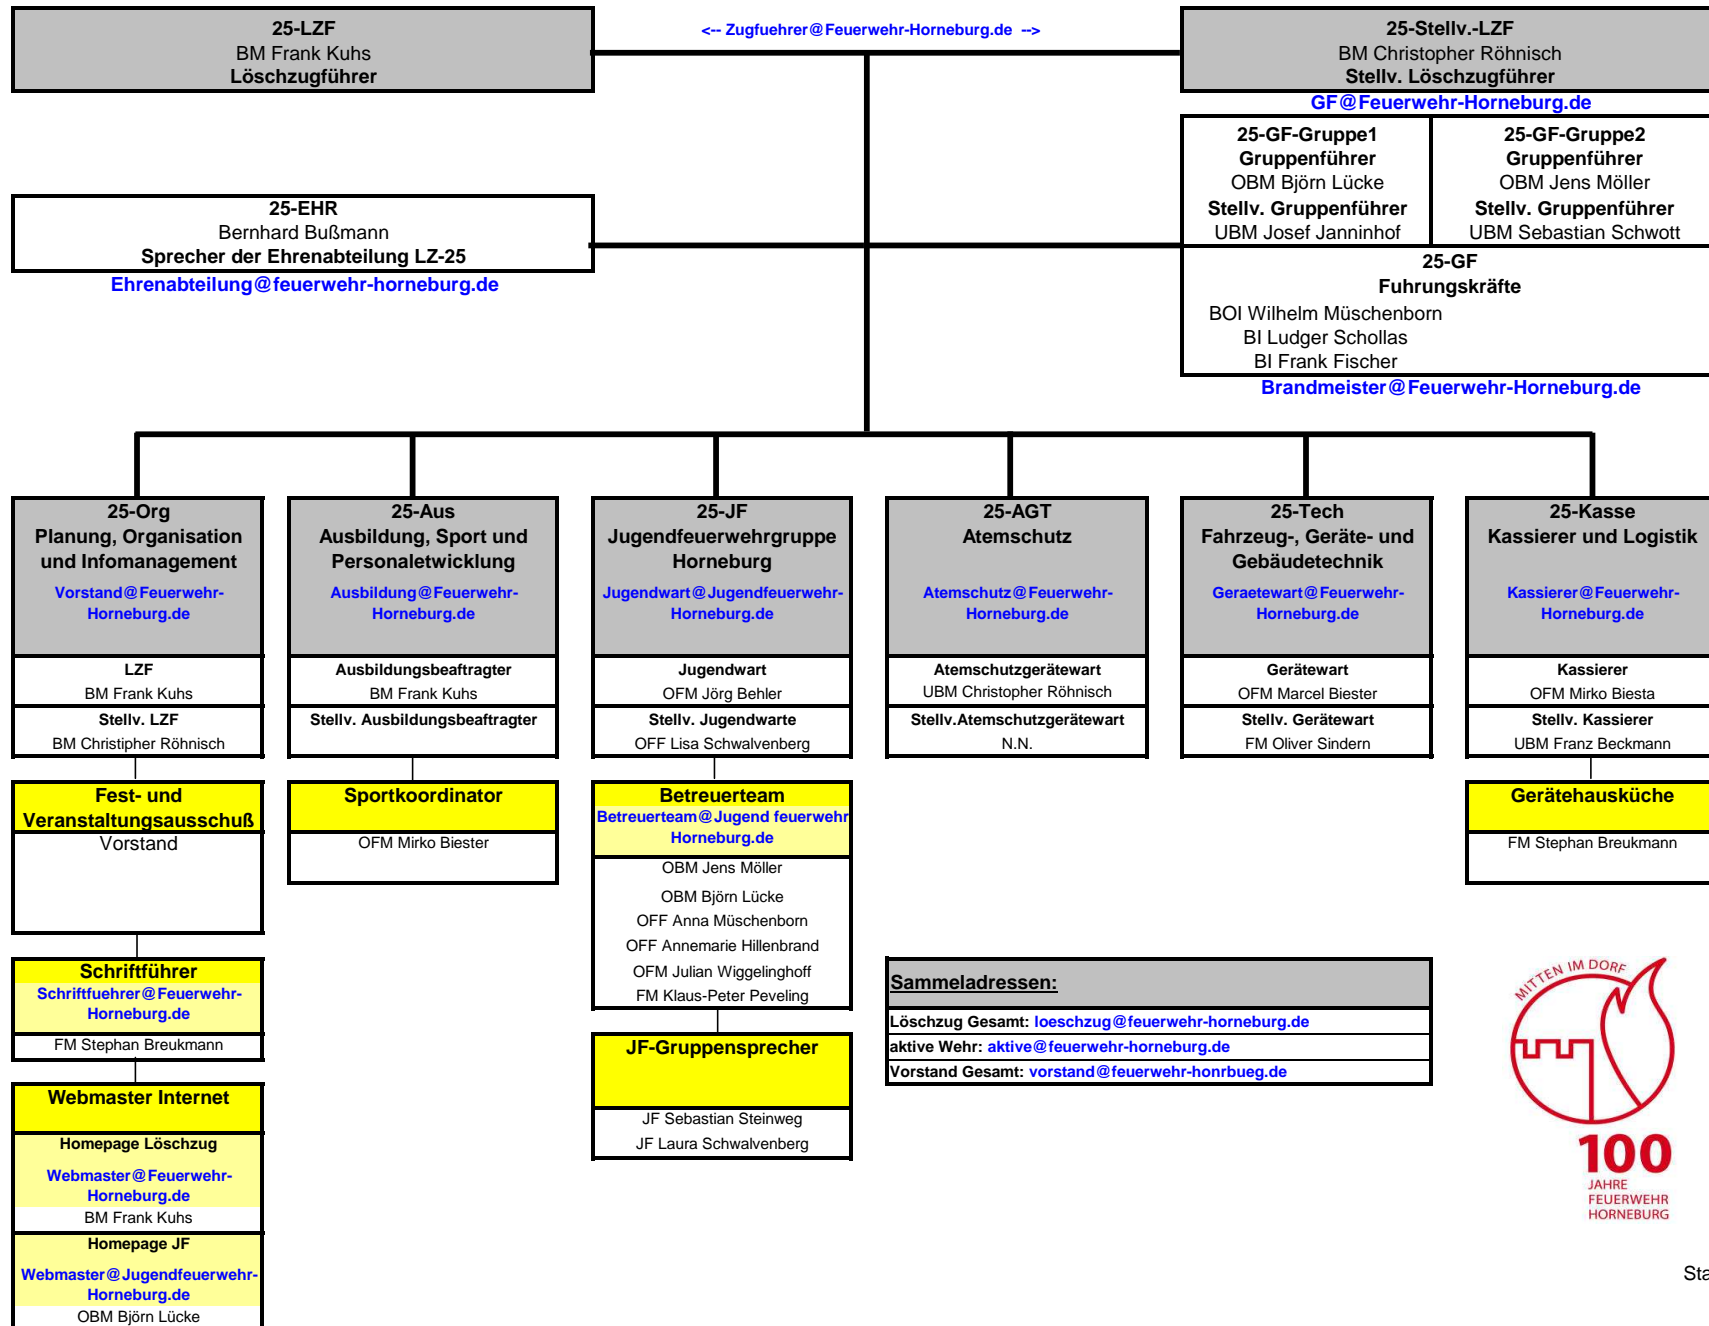 25-LZF
BM Frank Kuhs
Löschzugführer
<-- Zugfuehrer@Feuerwehr-Horneburg.de -->
25-Stellv.-LZF
BM Christopher Röhnisch
Stellv. Löschzugführer
GF@Feuerwehr-Horneburg.de
25-GF-Gruppe1
Gruppenführer
OBM Björn Lücke
Stellv. Gruppenführer
UBM Josef Janninhof
25-GF-Gruppe2
Gruppenführer
OBM Jens Möller
Stellv. Gruppenführer
UBM Sebastian Schwott
25-EHR
Bernhard Bußmann
Sprecher der Ehrenabteilung LZ-25
Ehrenabteilung@feuerwehr-horneburg.de
25-GF
Fuhrungskräfte
BOI Wilhelm Müschenborn
BI Ludger Schollas
BI Frank Fischer
Brandmeister@Feuerwehr-Horneburg.de
25-Org
Planung, Organisation
und Infomanagement
Vorstand@Feuerwehr-
Horneburg.de
LZF
BM Frank Kuhs
Stellv. LZF
BM Christipher Röhnisch
Fest- und
Veranstaltungsausschuß
Vorstand
Schriftführer
Schriftfuehrer@Feuerwehr-
Horneburg.de
FM Stephan Breukmann
Webmaster Internet
Homepage Löschzug
Webmaster@Feuerwehr-
Horneburg.de
BM Frank Kuhs
Homepage JF
Webmaster@Jugendfeuerwehr-
Horneburg.de
OBM Björn Lücke
25-Aus
Ausbildung, Sport und
Personaletwicklung
Ausbildung@Feuerwehr-
Horneburg.de
Ausbildungsbeaftragter
BM Frank Kuhs
Stellv. Ausbildungsbeaftragter
Sportkoordinator
OFM Mirko Biester
25-JF
Jugendfeuerwehrgruppe
Horneburg
Jugendwart@Jugendfeuerwehr-
Horneburg.de
Jugendwart
OFM Jörg Behler
Stellv. Jugendwarte
OFF Lisa Schwalvenberg
Betreuerteam
Betreuerteam@Jugend feuerwehr
Horneburg.de
OBM Jens Möller
OBM Björn Lücke
OFF Anna Müschenborn
OFF Annemarie Hillenbrand
OFM Julian Wiggelinghoff
FM Klaus-Peter Peveling
JF-Gruppensprecher
JF Sebastian Steinweg
JF Laura Schwalvenberg
25-AGT
Atemschutz
Atemschutz@Feuerwehr-
Horneburg.de
Atemschutzgerätewart
UBM Christopher Röhnisch
Stellv.Atemschutzgerätewart
N.N.
25-Tech
Fahrzeug-, Geräte- und
Gebäudetechnik
Geraetewart@Feuerwehr-
Horneburg.de
Gerätewart
OFM Marcel Biester
Stellv. Gerätewart
FM Oliver Sindern
25-Kasse
Kassierer und Logistik
Kassierer@Feuerwehr-
Horneburg.de
Kassierer
OFM Mirko Biesta
Stellv. Kassierer
UBM Franz Beckmann
Gerätehausküche
FM Stephan Breukmann
Sammeladressen:
Löschzug Gesamt: loeschzug@feuerwehr-horneburg.de
aktive Wehr: aktive@feuerwehr-horneburg.de
Vorstand Gesamt: vorstand@feuerwehr-honrbueg.de
MITTEN IM DORF
100
JAHRE
FEUERWEHR
HORNEBURG
Sta